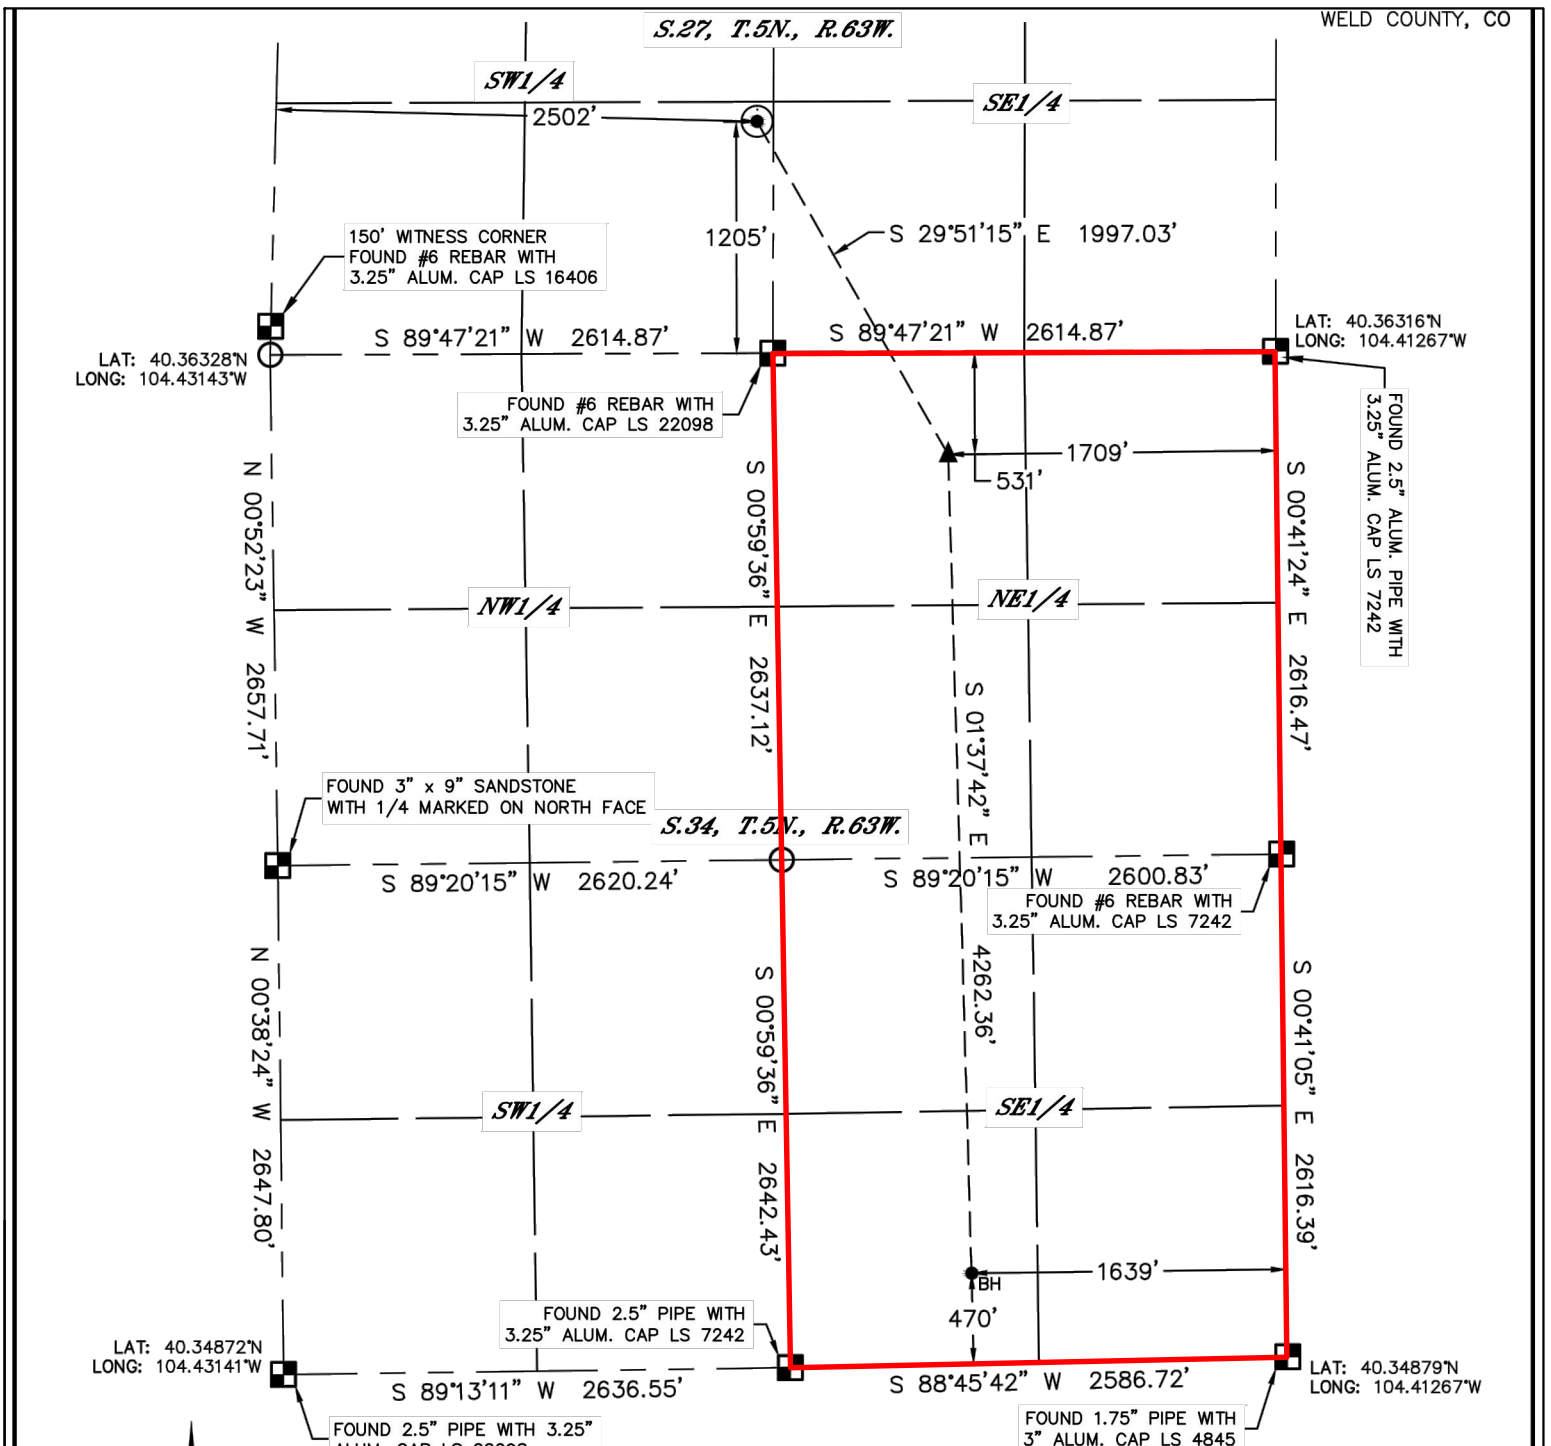 WELD COUNTY, CO
S.27, T.5N., R.63W.
SW1/4
SE1/4
2502'
1205'
S 29°51'15" E 1997.03'
150' WITNESS CORNER
FOUND #6 REBAR WITH
3.25" ALUM. CAP LS 16406
S 89°47'21" W 2614.87'
S 89°47'21" W 2614.87'
LAT: 40.36316°N
LONG: 104.41267°W
LAT: 40.36328°N
LONG: 104.43143°W
FOUND #6 REBAR WITH
3.25" ALUM. CAP LS 22098
FOUND 2.5" ALUM. PIPE WITH
3.25" ALUM. CAP LS 7242
1709'
531'
N 00°52'23" W 2657.71'
S 00°59'36" E 2637.12'
S 00°41'24" E 2616.47'
NW1/4
NE1/4
S 01°37'42" E 4262.36'
FOUND 3" x 9" SANDSTONE
WITH 1/4 MARKED ON NORTH FACE
S.34, T.5N., R.63W.
S 89°20'15" W 2620.24'
S 89°20'15" W 2600.83'
FOUND #6 REBAR WITH
3.25" ALUM. CAP LS 7242
N 00°38'24" W 2647.80'
S 00°59'36" E 2642.43'
S 00°41'05" E 2616.39'
SW1/4
SE1/4
1639'
BH
470'
FOUND 2.5" PIPE WITH
3.25" ALUM. CAP LS 7242
LAT: 40.34872°N
LONG: 104.43141°W
S 89°13'11" W 2636.55'
S 88°45'42" W 2586.72'
LAT: 40.34879°N
LONG: 104.41267°W
FOUND 2.5" PIPE WITH 3.25"
ALUM. CAP LS
FOUND 1.75" PIPE WITH
3" ALUM. CAP LS 4845